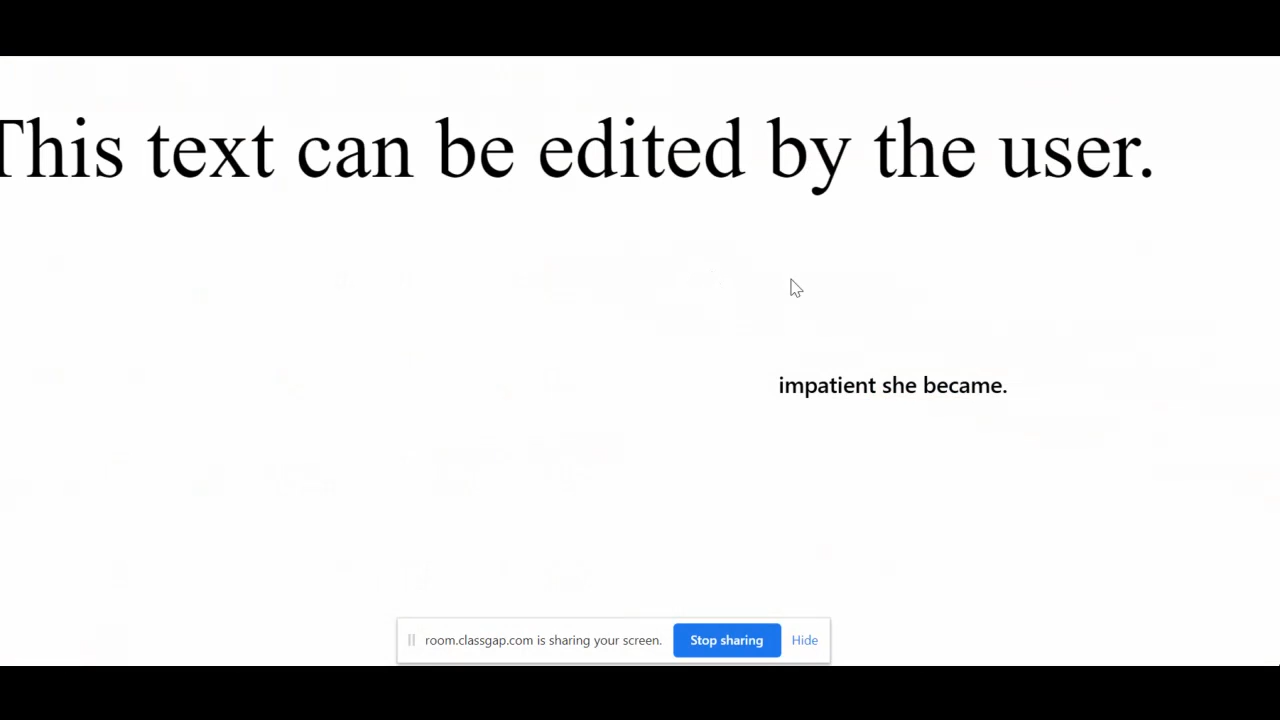 This text can be edited by the user.
impatient she became.
room.classgap.com is sharing your screen. Stop sharing Hide